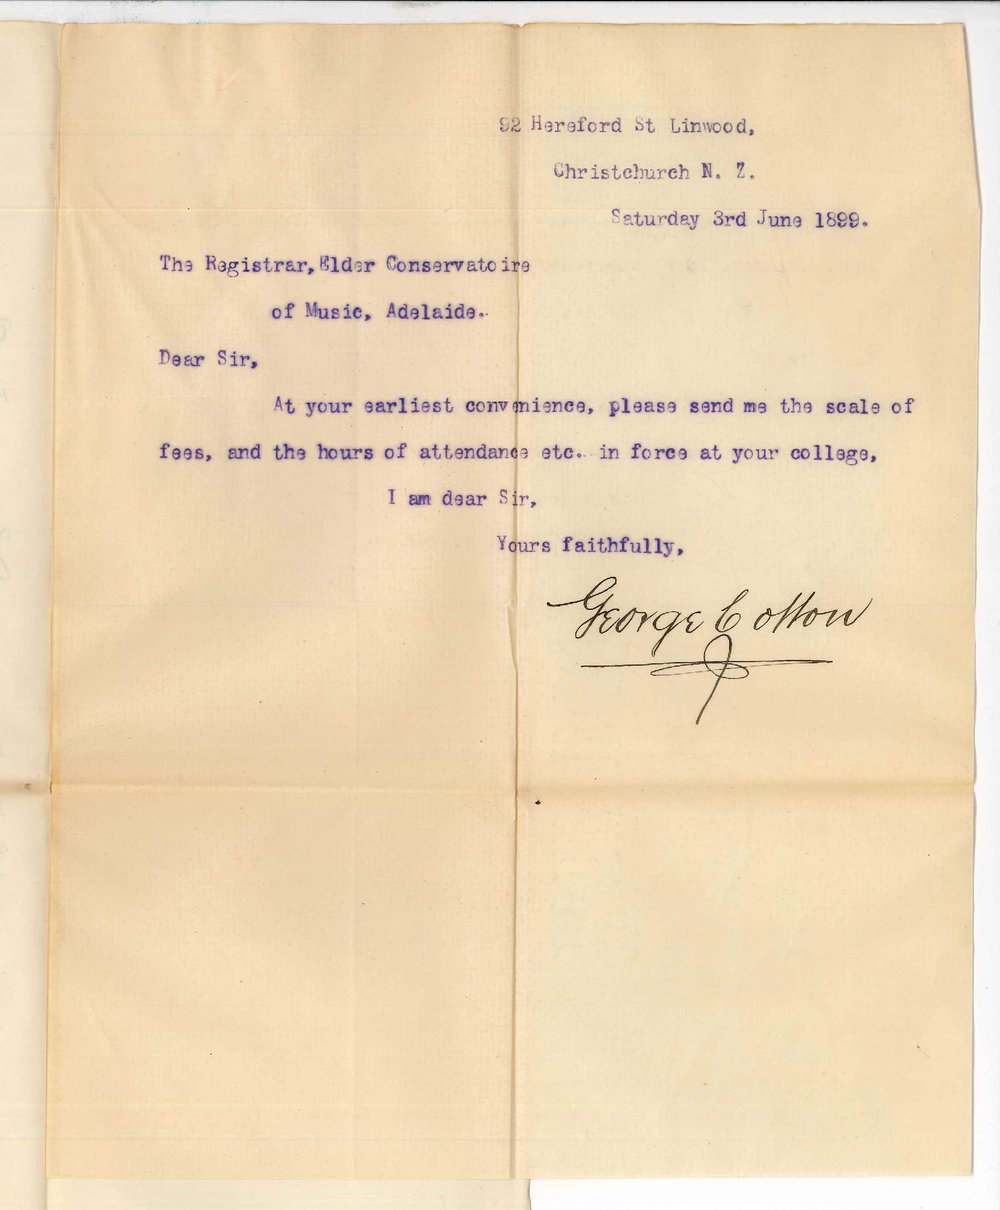 92 Hereford St Linwood,
Christchurch N. Z.
Saturday 3rd June 1899.
The Registrar, Elder Conservatoire
of Music, Adelaide.
Dear Sir,
At your earliest convenience, please send me the scale of
fees, and the hours of attendance etc. in force at your college,
I am dear Sir,
Yours faithfully,
George Cotton